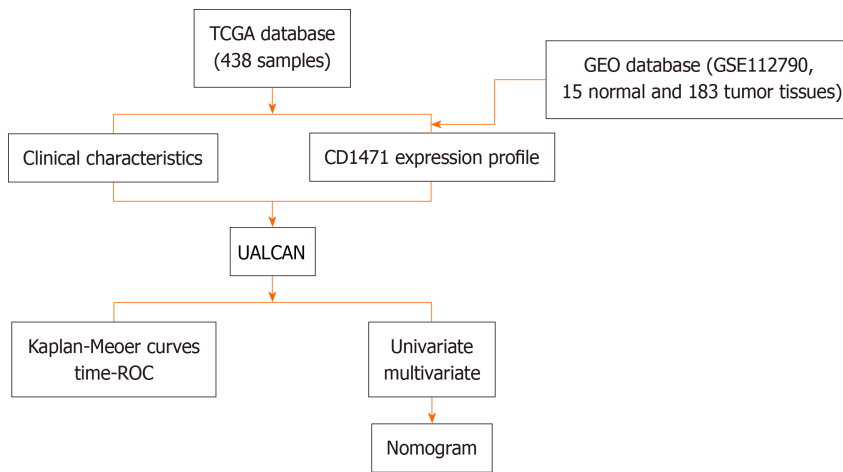 TCGA database
(438 samples)
GEO database (GSE112790,
15 normal and 183 tumor tissues)
Clinical characteristics
CD1471 expression profile
UALCAN
Kaplan-Meoer curves
time-ROC
Univariate
multivariate
Nomogram